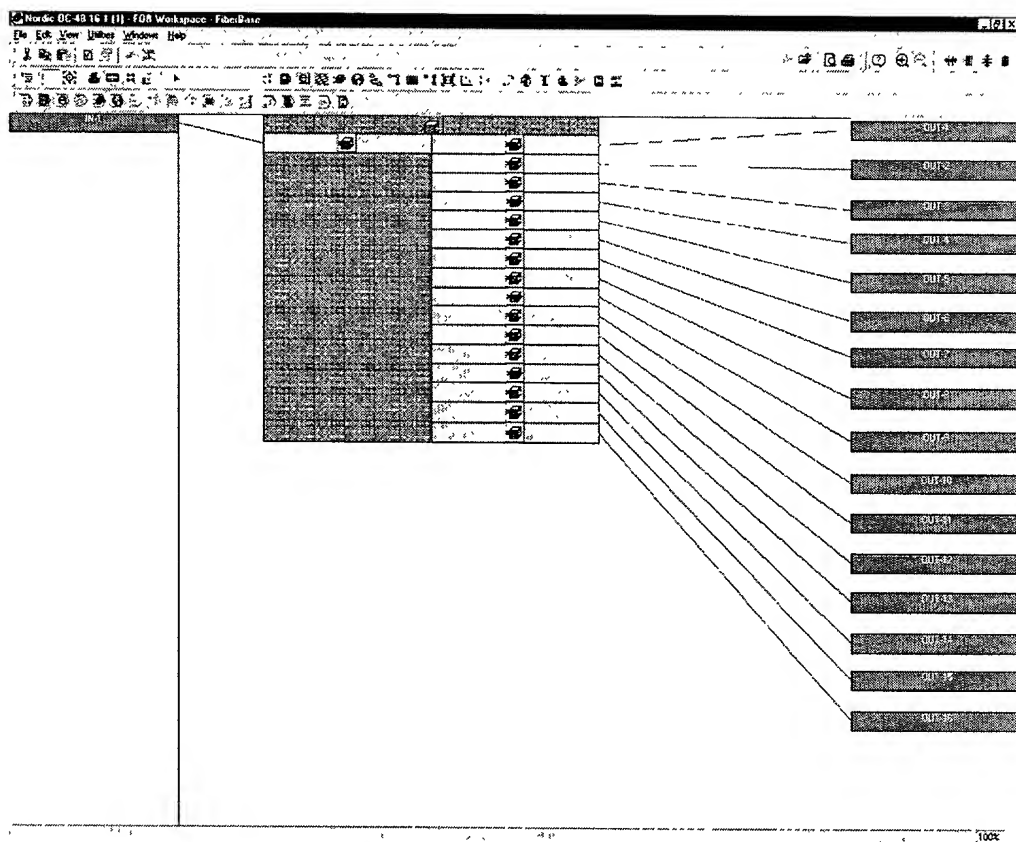 Nordic OC-48 16 1 [1] - FOB Workspace - FiberBase
File Edit View Utilities Windows Help
IN-1
OUT-1
OUT-2
OUT-3
OUT-4
OUT-5
OUT-6
OUT-7
OUT-8
OUT-9
OUT-10
OUT-11
OUT-12
OUT-13
OUT-14
OUT-15
OUT-16
100%